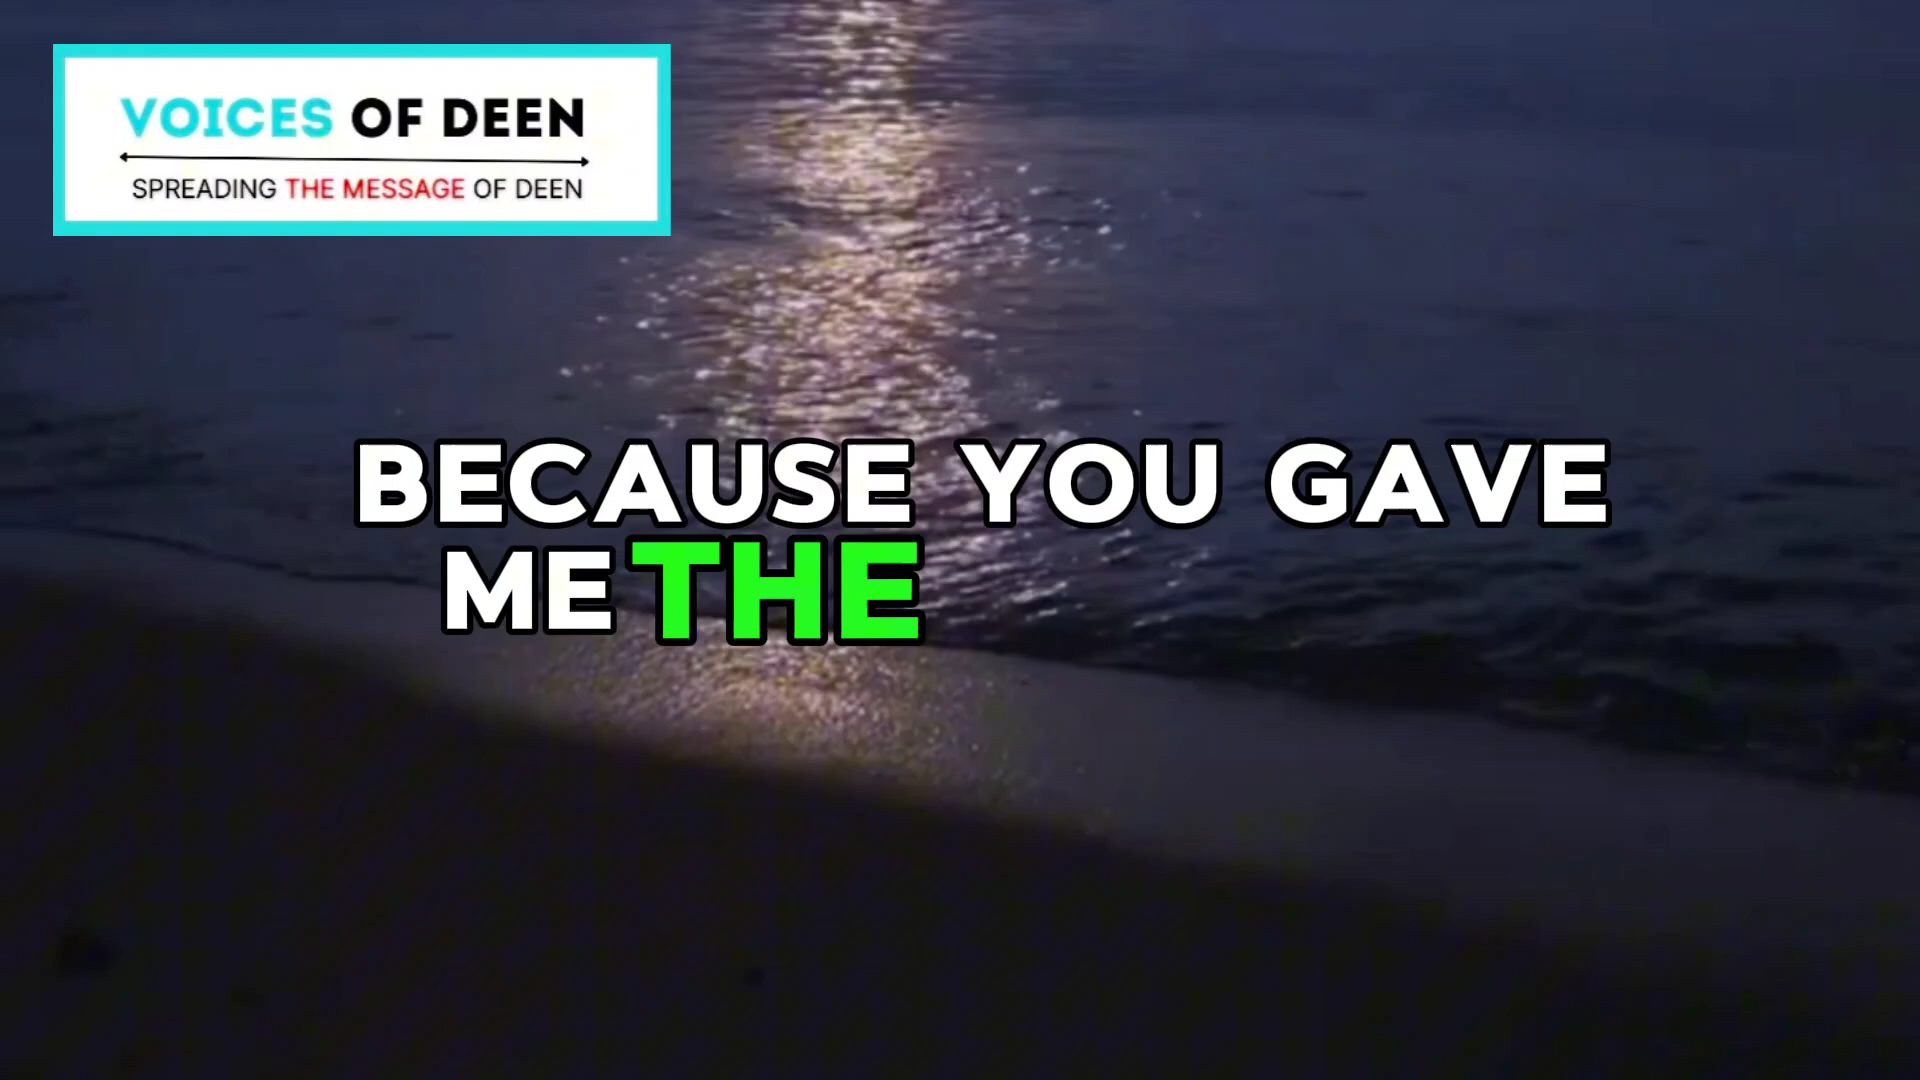 VOICES OF DEEN
SPREADING THE MESSAGE OF DEEN
BECAUSE YOU GAVE
ME THE